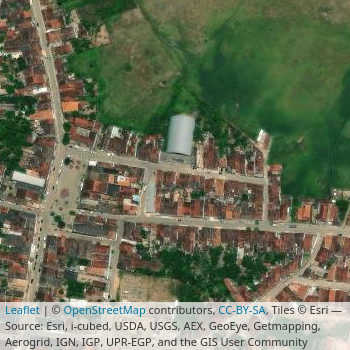 Leaflet | © OpenStreetMap contributors, CC-BY-SA, Tiles © Esri —
Source: Esri, i-cubed, USDA, USGS, AEX, GeoEye, Getmapping,
Aerogrid, IGN, IGP, UPR-EGP, and the GIS User Community